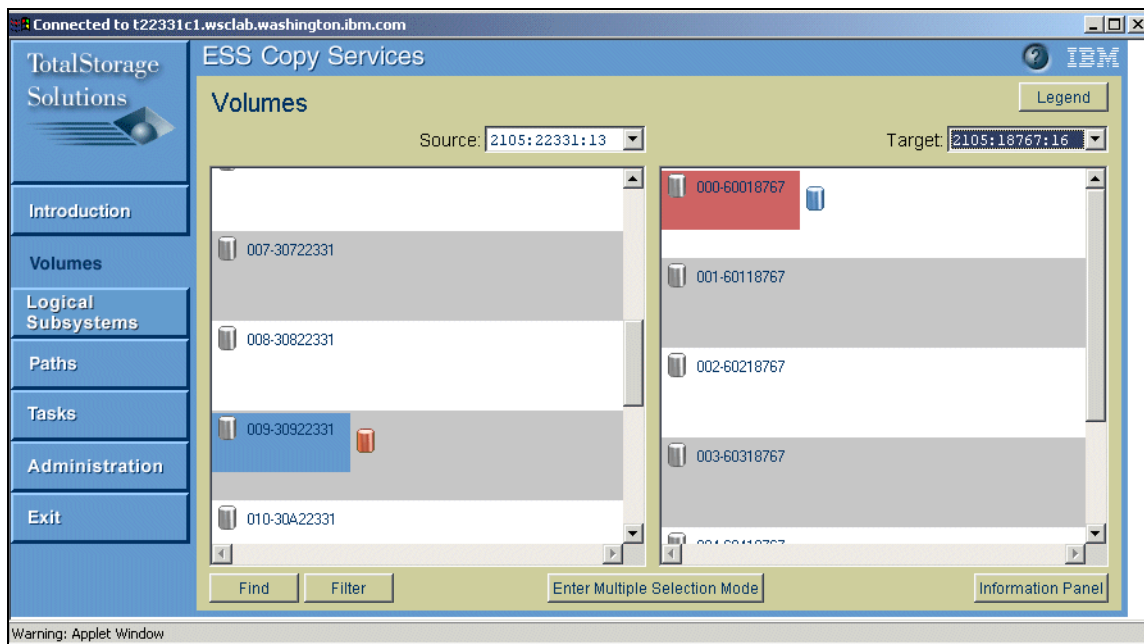 Connected to t22331c1.wsclab.washington.ibm.com
TotalStorage
Solutions
ESS Copy Services
? IBM
Volumes
Legend
Source: 2105:22331:13
Target: 2105:18767:16
Introduction
Volumes
Logical
Subsystems
Paths
Tasks
Administration
Exit
007-30722331
008-30822331
009-30922331
010-30A22331
000-60018767
001-60118767
002-60218767
003-60318767
Find
Filter
Enter Multiple Selection Mode
Information Panel
Warning: Applet Window